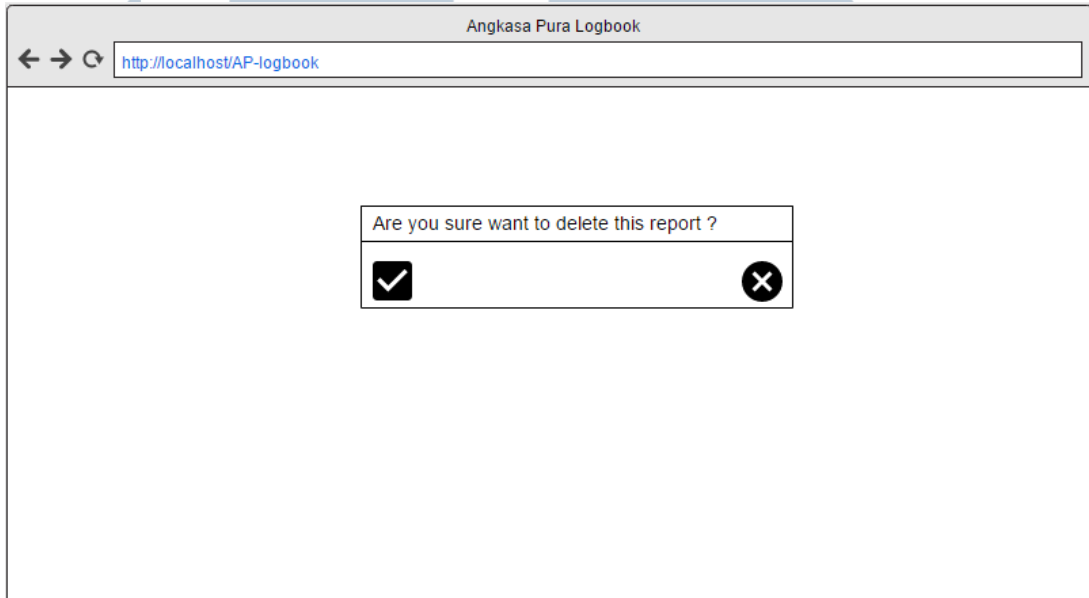 Angkasa Pura Logbook
http://localhost/AP-logbook
Are you sure want to delete this report ?